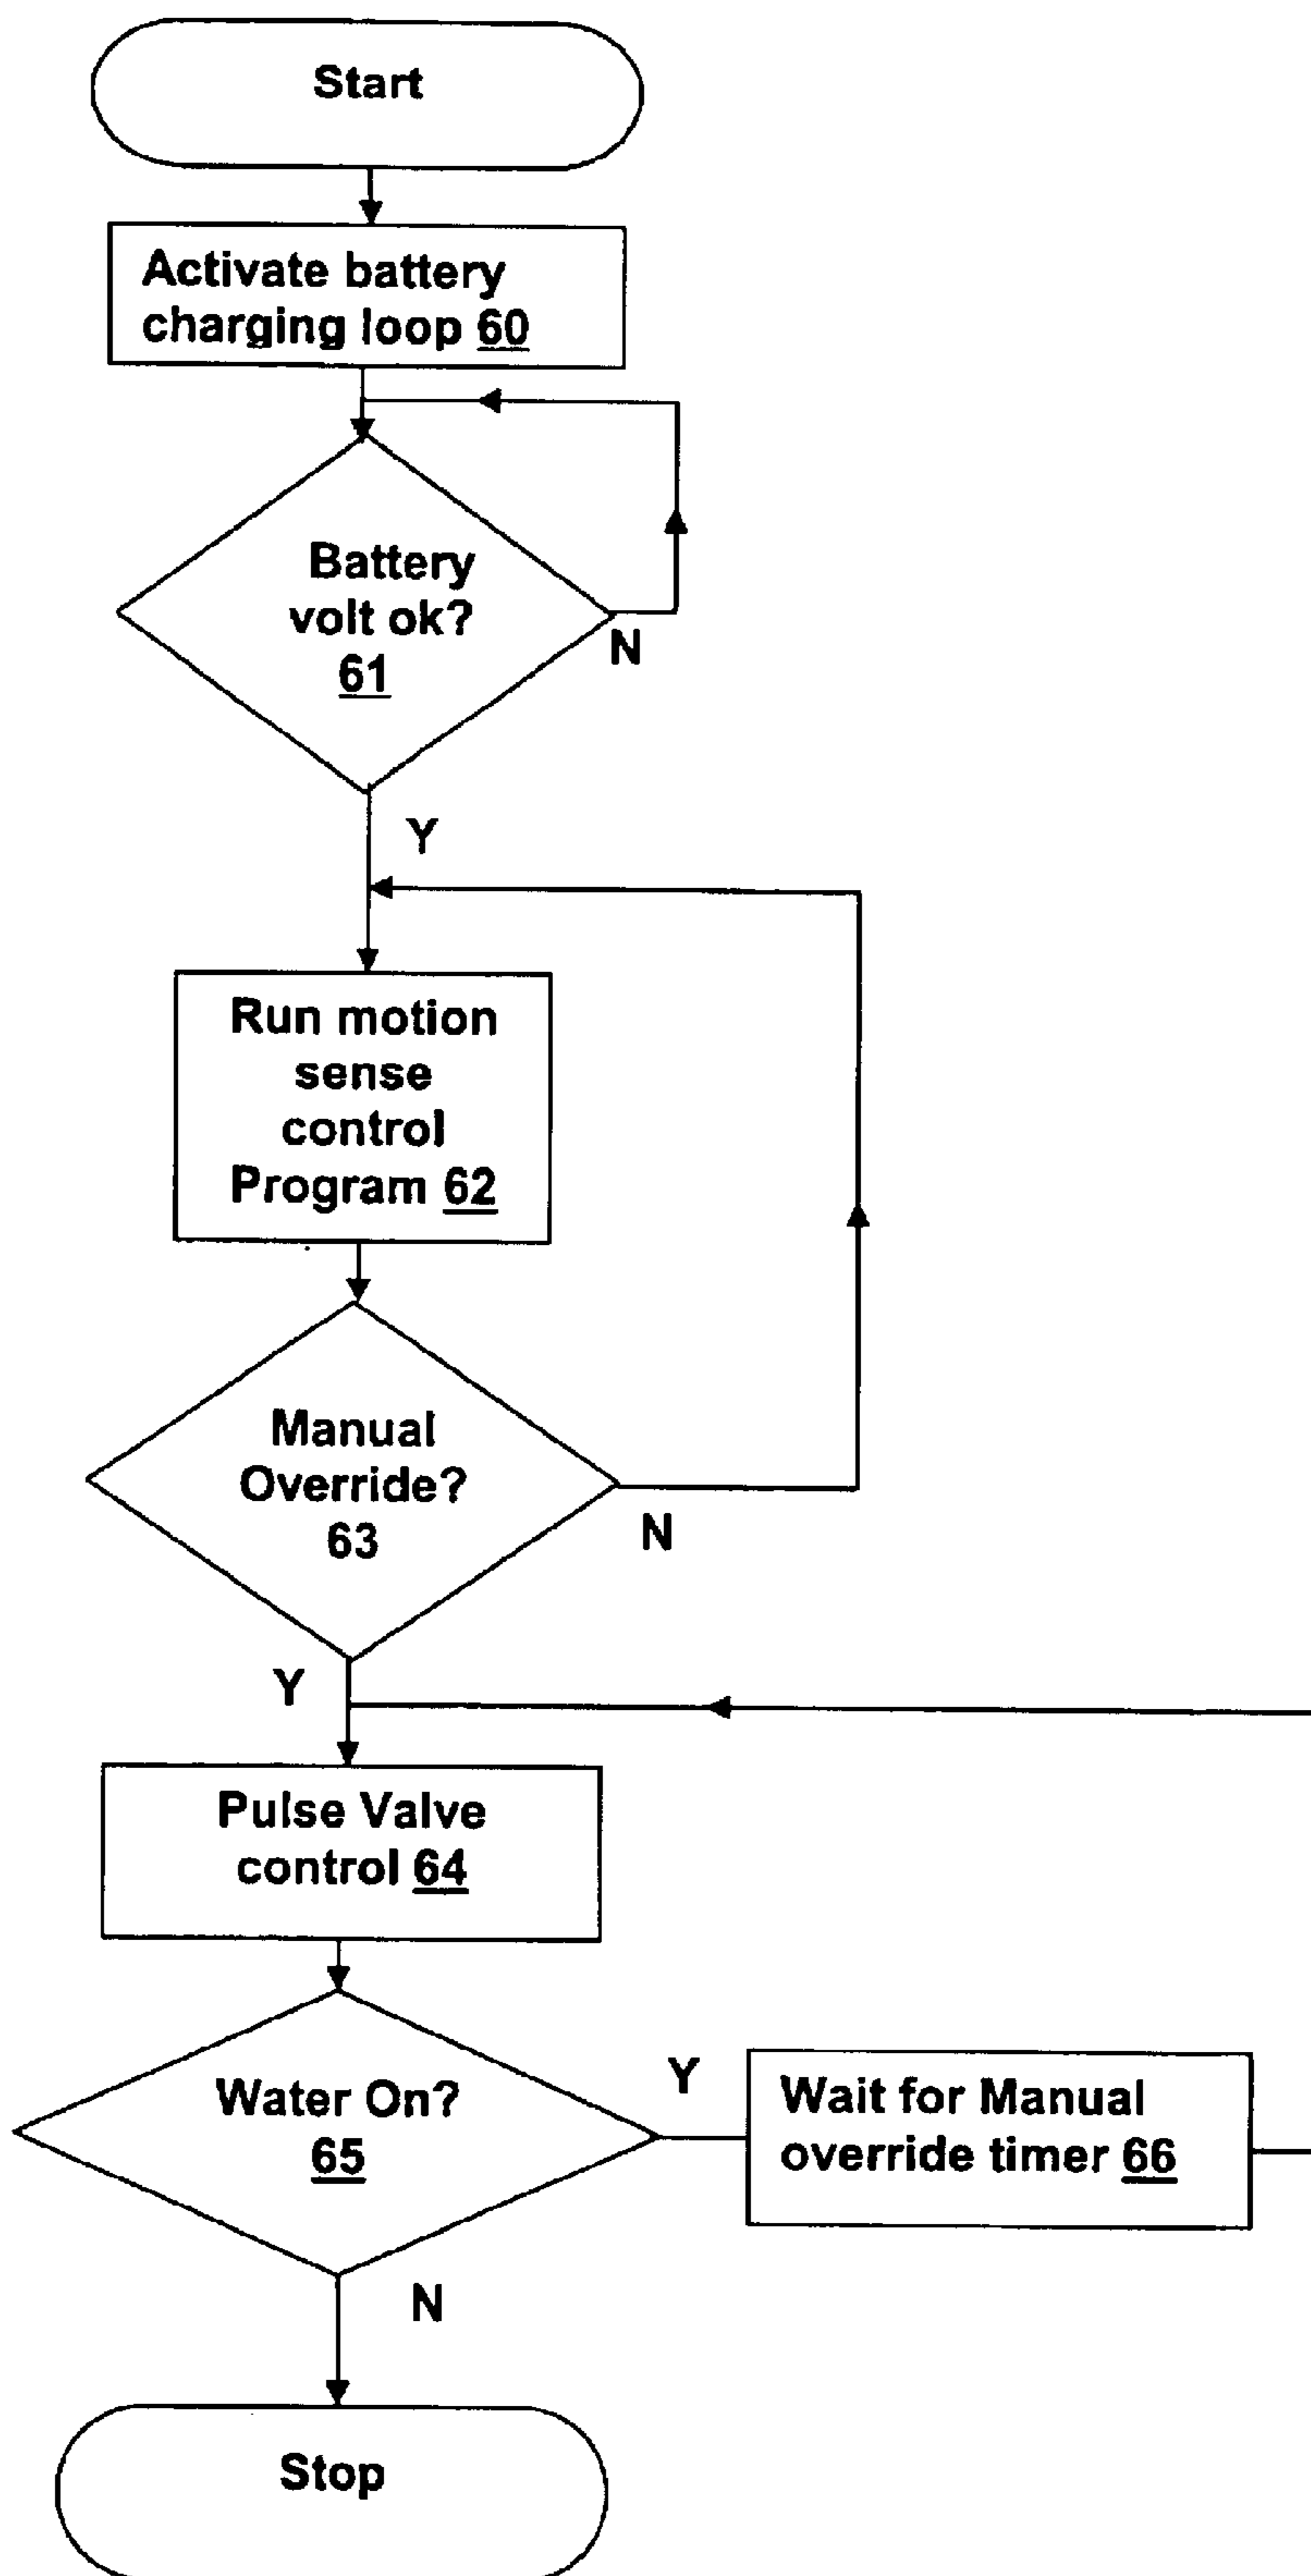 Start
Activate battery
charging loop 60
Battery
volt ok?
61
N
Y
Run motion
sense
control
Program 62
Manual
Override?
63
N
Y
Pulse Valve
control 64
Water On?
65
Y
Wait for Manual
override timer 66
N
Stop